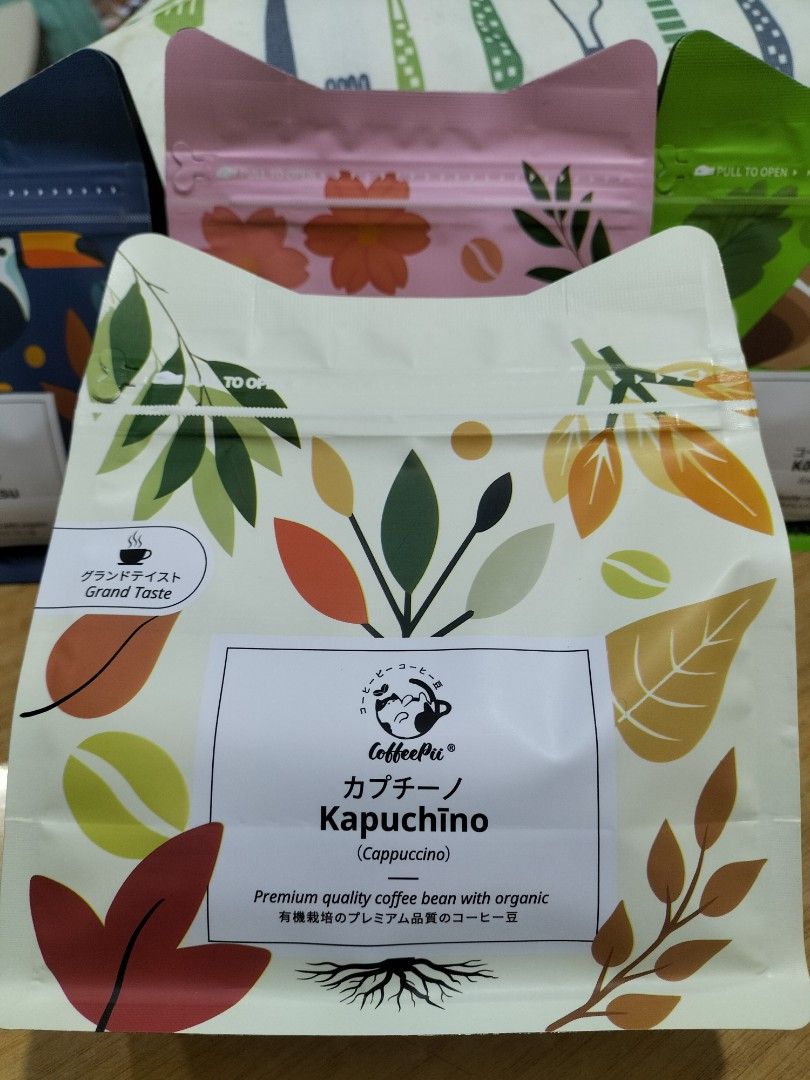 PULL TO OPEN
PULL TO OPEN
TO OP
グランドテイスト
Grand Taste
コーヒーピー コーヒー豆
CoffeePii®
カプチーノ
Kapuchīno
(Cappuccino)
Premium quality coffee bean with organic
有機栽培のプレミアム品質のコーヒー豆